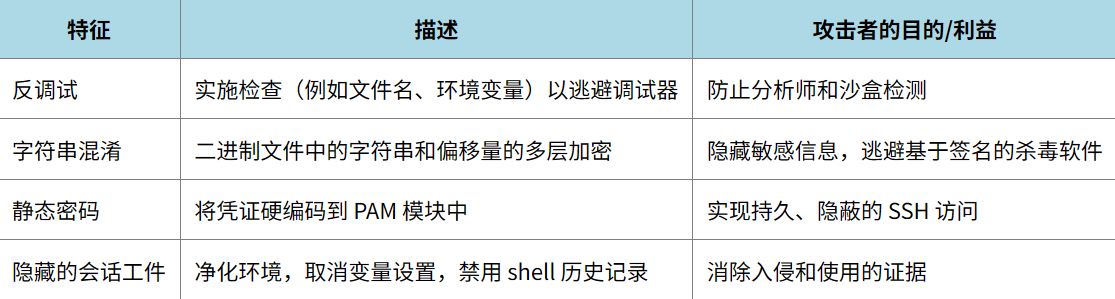 特征 描述 攻击者的目的/利益
反调试 实施检查（例如文件名、环境变量）以逃避调试器 防止分析师和沙盒检测
字符串混淆 二进制文件中的字符串和偏移量的多层加密 隐藏敏感信息，逃避基于签名的杀毒软件
静态密码 将凭证硬编码到 PAM 模块中 实现持久、隐蔽的 SSH 访问
隐藏的会话工件 净化环境，取消变量设置，禁用 shell 历史记录 消除入侵和使用的证据